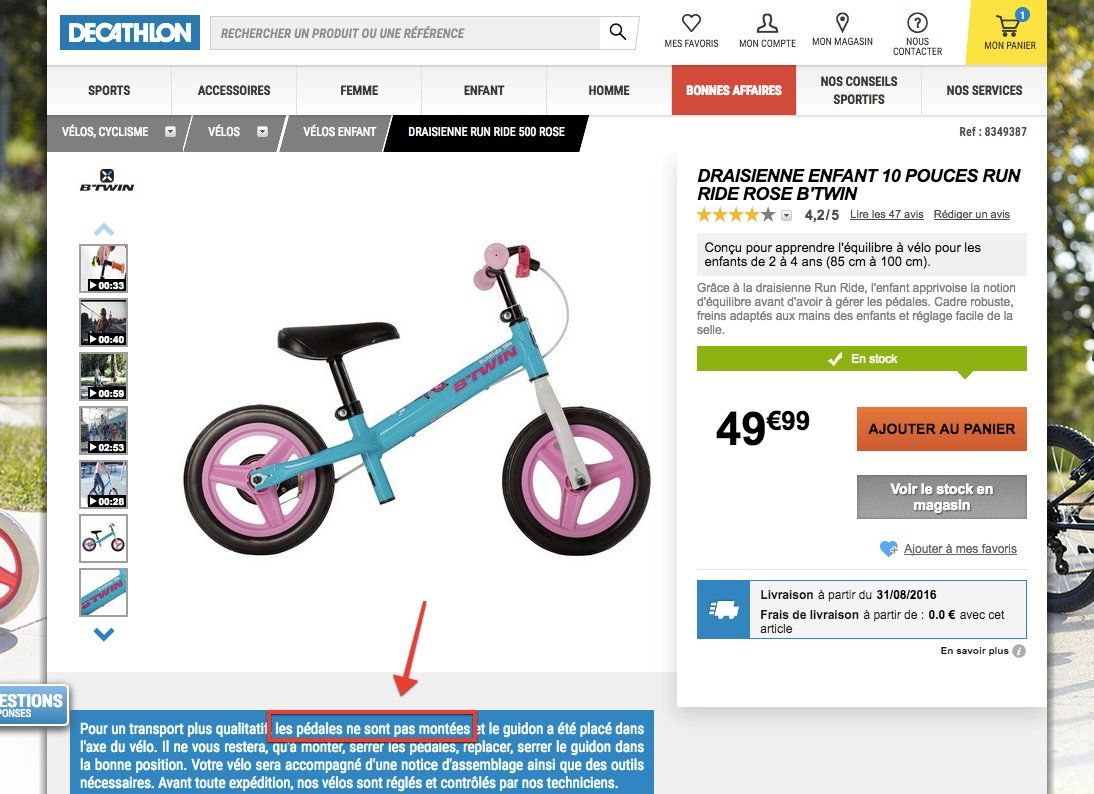 DECATHLON
RECHERCHER UN PRODUIT OU UNE RÉFÉRENCE
MES FAVORIS
MON COMPTE
MON MAGASIN
NOUS
CONTACTER
1
MON PANIER
SPORTS
ACCESSOIRES
FEMME
ENFANT
HOMME
BONNES AFFAIRES
NOS CONSEILS
SPORTIFS
NOS SERVICES
VÉLOS, CYCLISME
VÉLOS
VÉLOS ENFANT
DRAISIENNE RUN RIDE 500 ROSE
Ref : 8349387
B'TWIN
00:33
00:40
00:59
02:53
00:28
B'TWIN
B'TWIN
DRAISIENNE ENFANT 10 POUCES RUN
RIDE ROSE B'TWIN
4,2/5 Lire les 47 avis Rédiger un avis
Conçu pour apprendre l'équilibre à vélo pour les
enfants de 2 à 4 ans (85 cm à 100 cm).
Grâce à la draisienne Run Ride, l'enfant apprivoise la notion
d'équilibre avant d'avoir à gérer les pédales. Cadre robuste,
freins adaptés aux mains des enfants et réglage facile de la
selle.
En stock
49€99
AJOUTER AU PANIER
Voir le stock en
magasin
Ajouter à mes favoris
Livraison à partir du 31/08/2016
Frais de livraison à partir de : 0.0 € avec cet
article
En savoir plus i
ESTIONS
PONSES
Pour un transport plus qualitatif les pédales ne sont pas montées et le guidon a été placé dans
l'axe du vélo. Il ne vous restera, qu'à monter, serrer les pédales, replacer, serrer le guidon dans
la bonne position. Votre vélo sera accompagné d'une notice d'assemblage ainsi que des outils
nécessaires. Avant toute expédition, nos vélos sont réglés et contrôlés par nos techniciens.